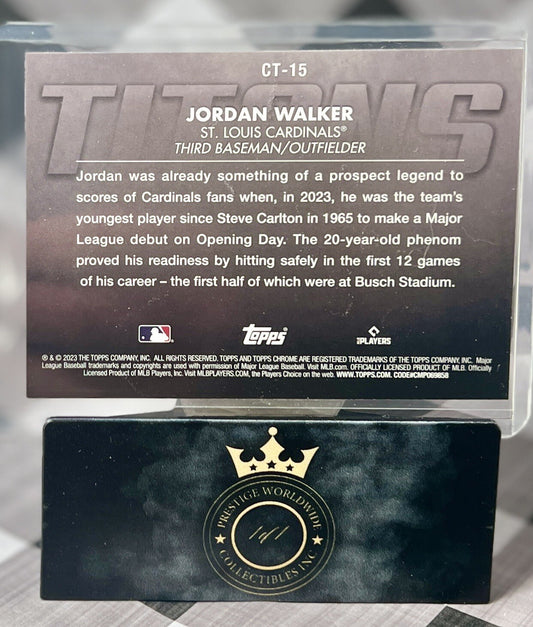 CT-15
TITANS
JORDAN WALKER
ST. LOUIS CARDINALS®
THIRD BASEMAN/OUTFIELDER
Jordan was already something of a prospect legend to
scores of Cardinals fans when, in 2023, he was the team's
youngest player since Steve Carlton in 1965 to make a Major
League debut on Opening Day. The 20-year-old phenom
proved his readiness by hitting safely in the first 12 games
of his career – the first half of which were at Busch Stadium.
Topps
PLAYERS
® & © 2023 THE TOPPS COMPANY, INC. ALL RIGHTS RESERVED. TOPPS AND TOPPS CHROME ARE REGISTERED TRADEMARKS OF THE TOPPS COMPANY, INC. Major
League Baseball trademarks and copyrights are used with permission of Major League Baseball. Visit MLB.com. OFFICIALLY LICENSED PRODUCT OF MLB. Officially
Licensed Product of MLB Players, Inc. Visit MLBPLAYERS.COM, the Players Choice on the web. WWW.TOPPS.COM. CODE#CMP069858
PRESTIGE WORLDWIDE
1of1
COLLECTIBLES INC